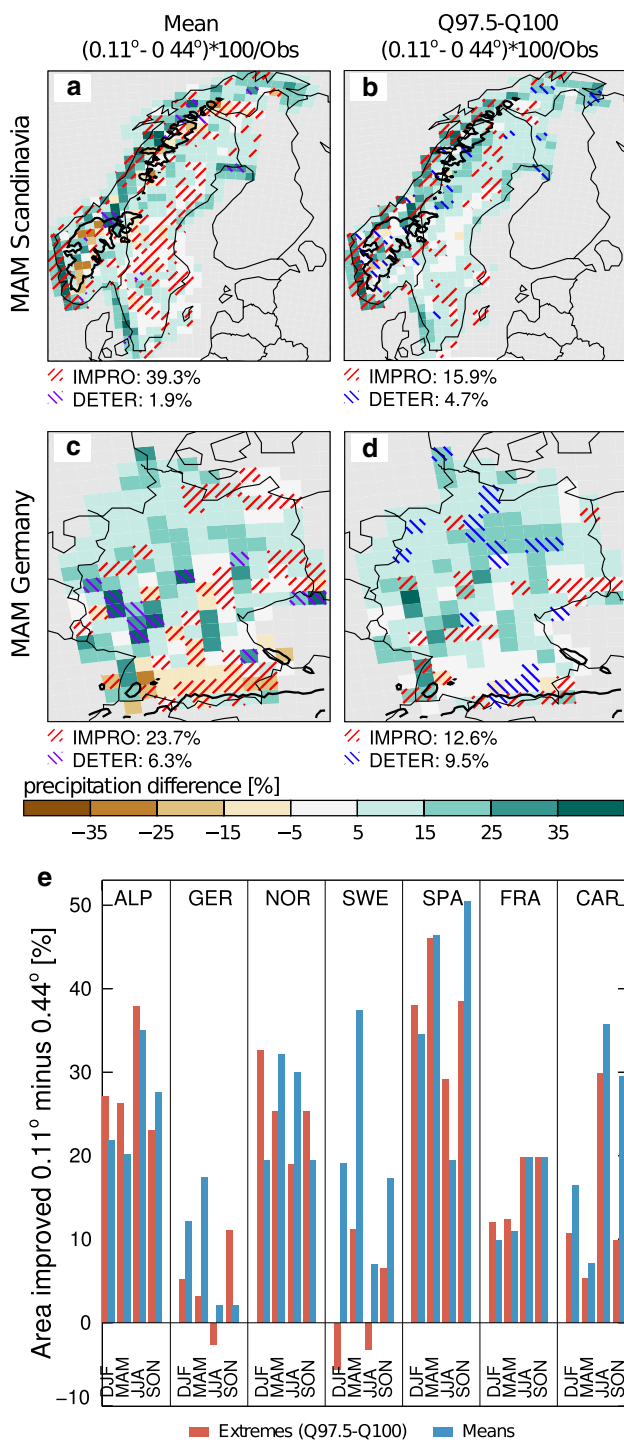 Mean
(0.11°- 0 44°)*100/Obs
Q97.5-Q100
(0.11°- 0 44°)*100/Obs
MAM Scandinavia
a
b
IMPRO: 39.3%
DETER: 1.9%
IMPRO: 15.9%
DETER: 4.7%
MAM Germany
c
d
IMPRO: 23.7%
DETER: 6.3%
IMPRO: 12.6%
DETER: 9.5%
precipitation difference [%]
−35 −25 −15 −5 5 15 25 35
e
Area improved 0.11° minus 0.44° [%]
ALP GER NOR SWE SPA FRA CAR
50
40
30
20
10
0
−10
DJF MAM JJA SON DJF MAM JJA SON DJF MAM JJA SON DJF MAM JJA SON DJF MAM JJA SON DJF MAM JJA SON DJF MAM JJA SON
Extremes (Q97.5-Q100) Means